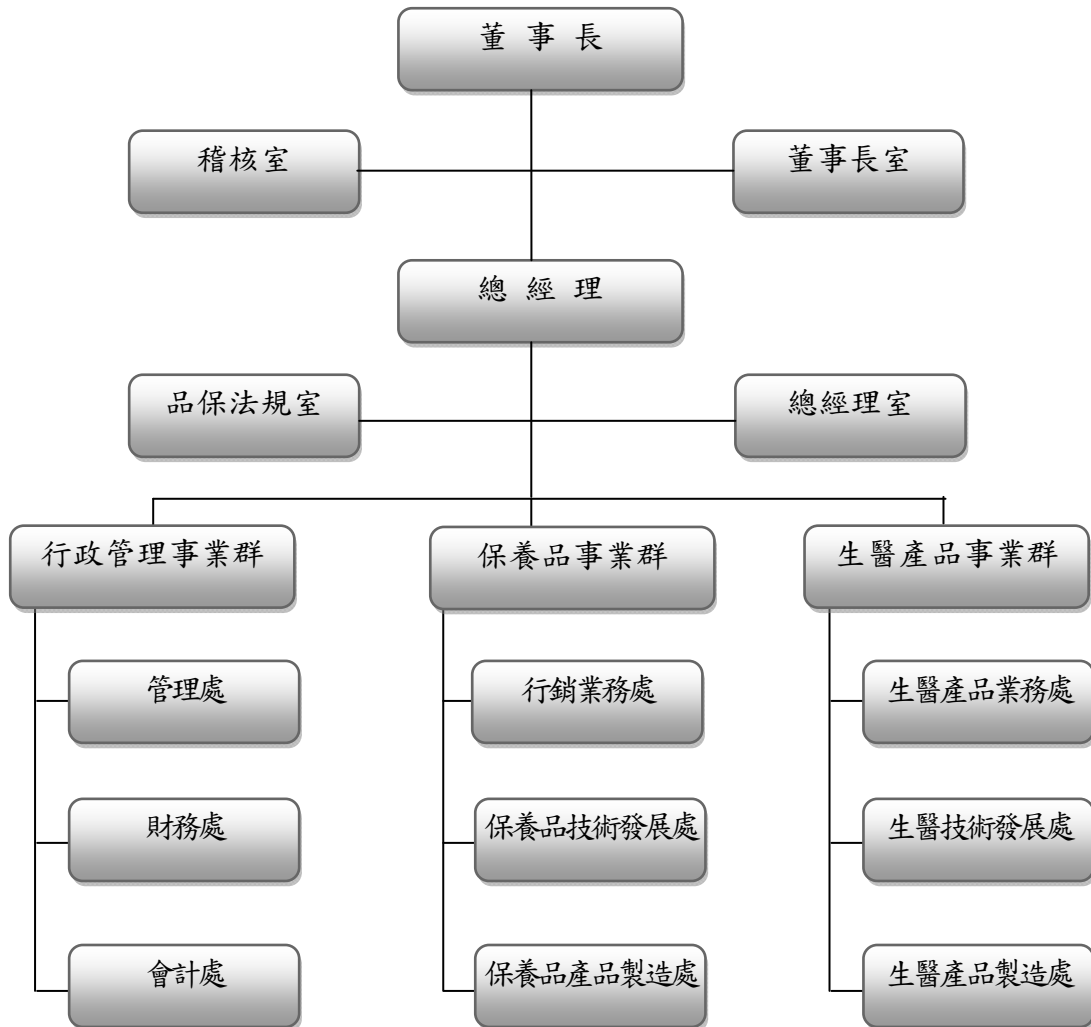 董 事 長
稽核室
董事長室
總 經 理
品保法規室
總經理室
行政管理事業群
保養品事業群
生醫產品事業群
管理處
行銷業務處
生醫產品業務處
財務處
保養品技術發展處
生醫技術發展處
會計處
保養品產品製造處
生醫產品製造處